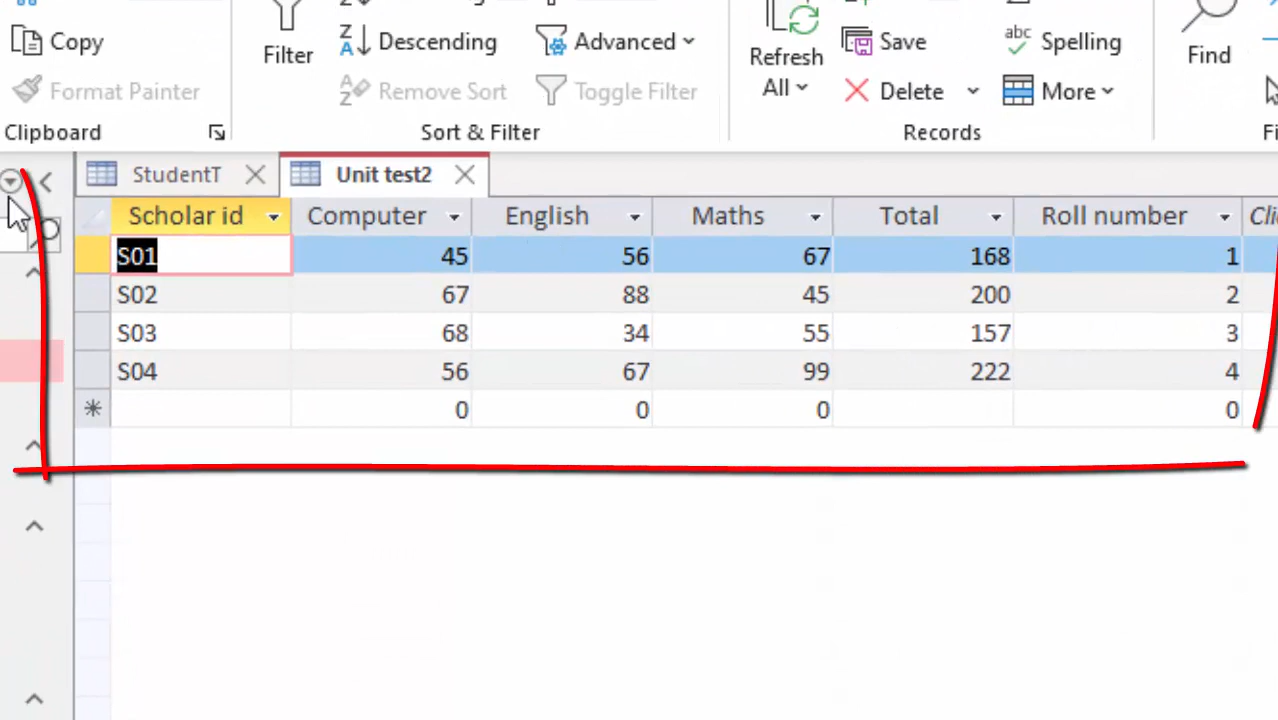 Copy
Format Painter
Clipboard
Filter
Descending
Remove Sort
Advanced
Toggle Filter
Sort & Filter
Refresh
All
Save
Delete
Spelling
More
Records
Find
StudentT
Unit test2
Scholar id Computer English Maths Total Roll number
S01 45 56 67 168 1
S02 67 88 45 200 2
S03 68 34 55 157 3
S04 56 67 99 222 4
* 0 0 0 0